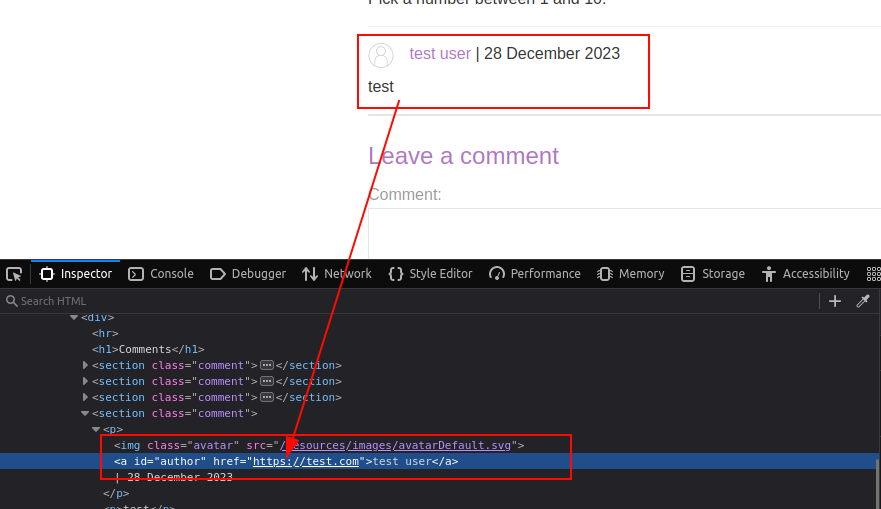 Pick a number between 1 and 10.
test user | 28 December 2023
test
Leave a comment
Comment:
Inspector Console Debugger Network Style Editor Performance Memory Storage Accessibility
Search HTML
<div>
<hr>
<h1>Comments</h1>
<section class="comment"></section>
<section class="comment"></section>
<section class="comment"></section>
<section class="comment">
<p>
<img class="avatar" src="/resources/images/avatarDefault.svg">
<a id="author" href="https://test.com">test user</a>
| 28 December 2023
</p>
<p>test</p>